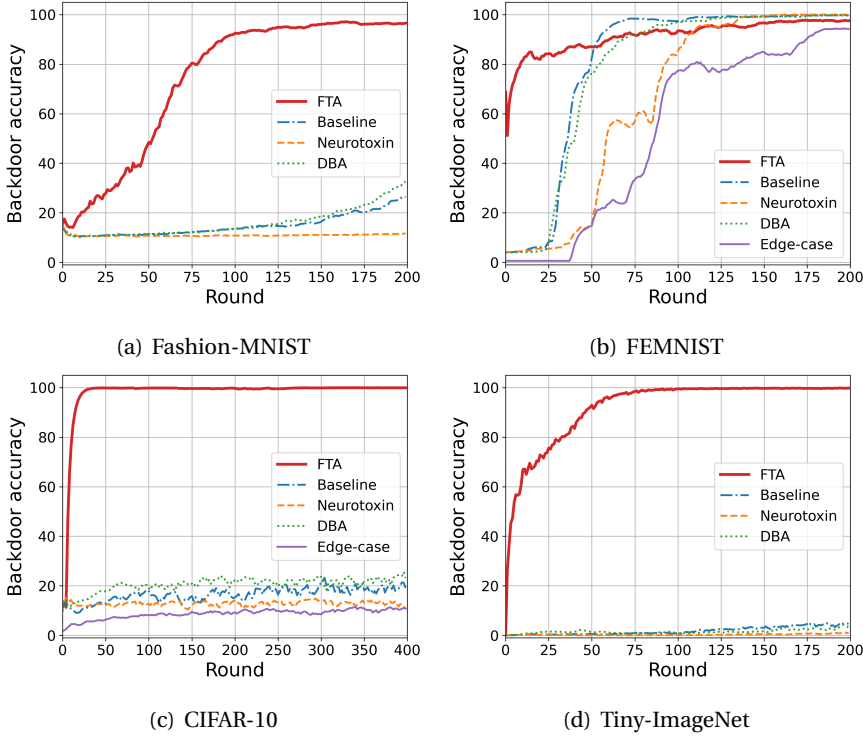 100
80
60
40
20
0
Backdoor accuracy
FTA
Baseline
Neurotoxin
DBA
0 25 50 75 100 125 150 175 200
Round
(a) Fashion-MNIST
100
80
60
40
20
0
Backdoor accuracy
FTA
Baseline
Neurotoxin
DBA
Edge-case
0 25 50 75 100 125 150 175 200
Round
(b) FEMNIST
100
80
60
40
20
0
Backdoor accuracy
FTA
Baseline
Neurotoxin
DBA
Edge-case
0 50 100 150 200 250 300 350 400
Round
(c) CIFAR-10
100
80
60
40
20
0
Backdoor accuracy
FTA
Baseline
Neurotoxin
DBA
0 25 50 75 100 125 150 175 200
Round
(d) Tiny-ImageNet